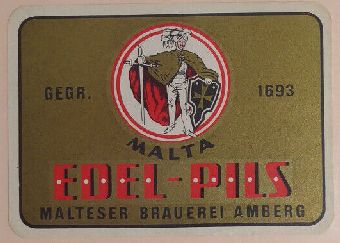 GEGR. 1693
MALTA
EDEL-PILS
MALTESER BRAUEREI AMBERG